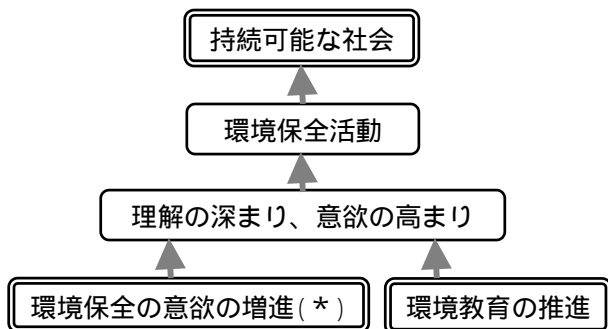 持続可能な社会
環境保全活動
理解の深まり、意欲の高まり
環境保全の意欲の増進(*)
環境教育の推進